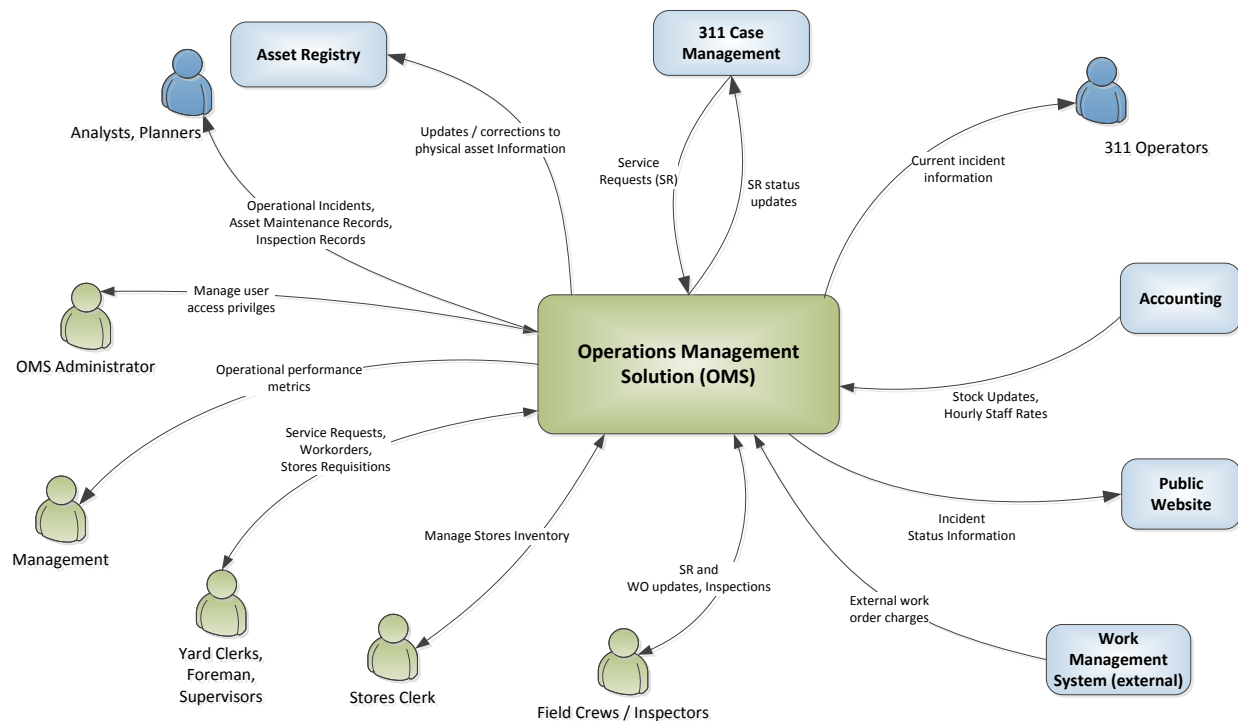 311 Case
Management
Asset Registry
Analysts, Planners
311 Operators
Updates / corrections to
physical asset Information
Service
Requests (SR)
SR status
updates
Current incident
information
Operational Incidents,
Asset Maintenance Records,
Inspection Records
Manage user
access privilges
OMS Administrator
Accounting
Operations Management
Solution (OMS)
Operational performance
metrics
Stock Updates,
Hourly Staff Rates
Service Requests,
Workorders,
Stores Requisitions
Public
Website
Management
Manage Stores Inventory
Incident
Status Information
SR and
WO updates, Inspections
External work
order charges
Yard Clerks,
Foreman,
Supervisors
Stores Clerk
Field Crews / Inspectors
Work
Management
System (external)